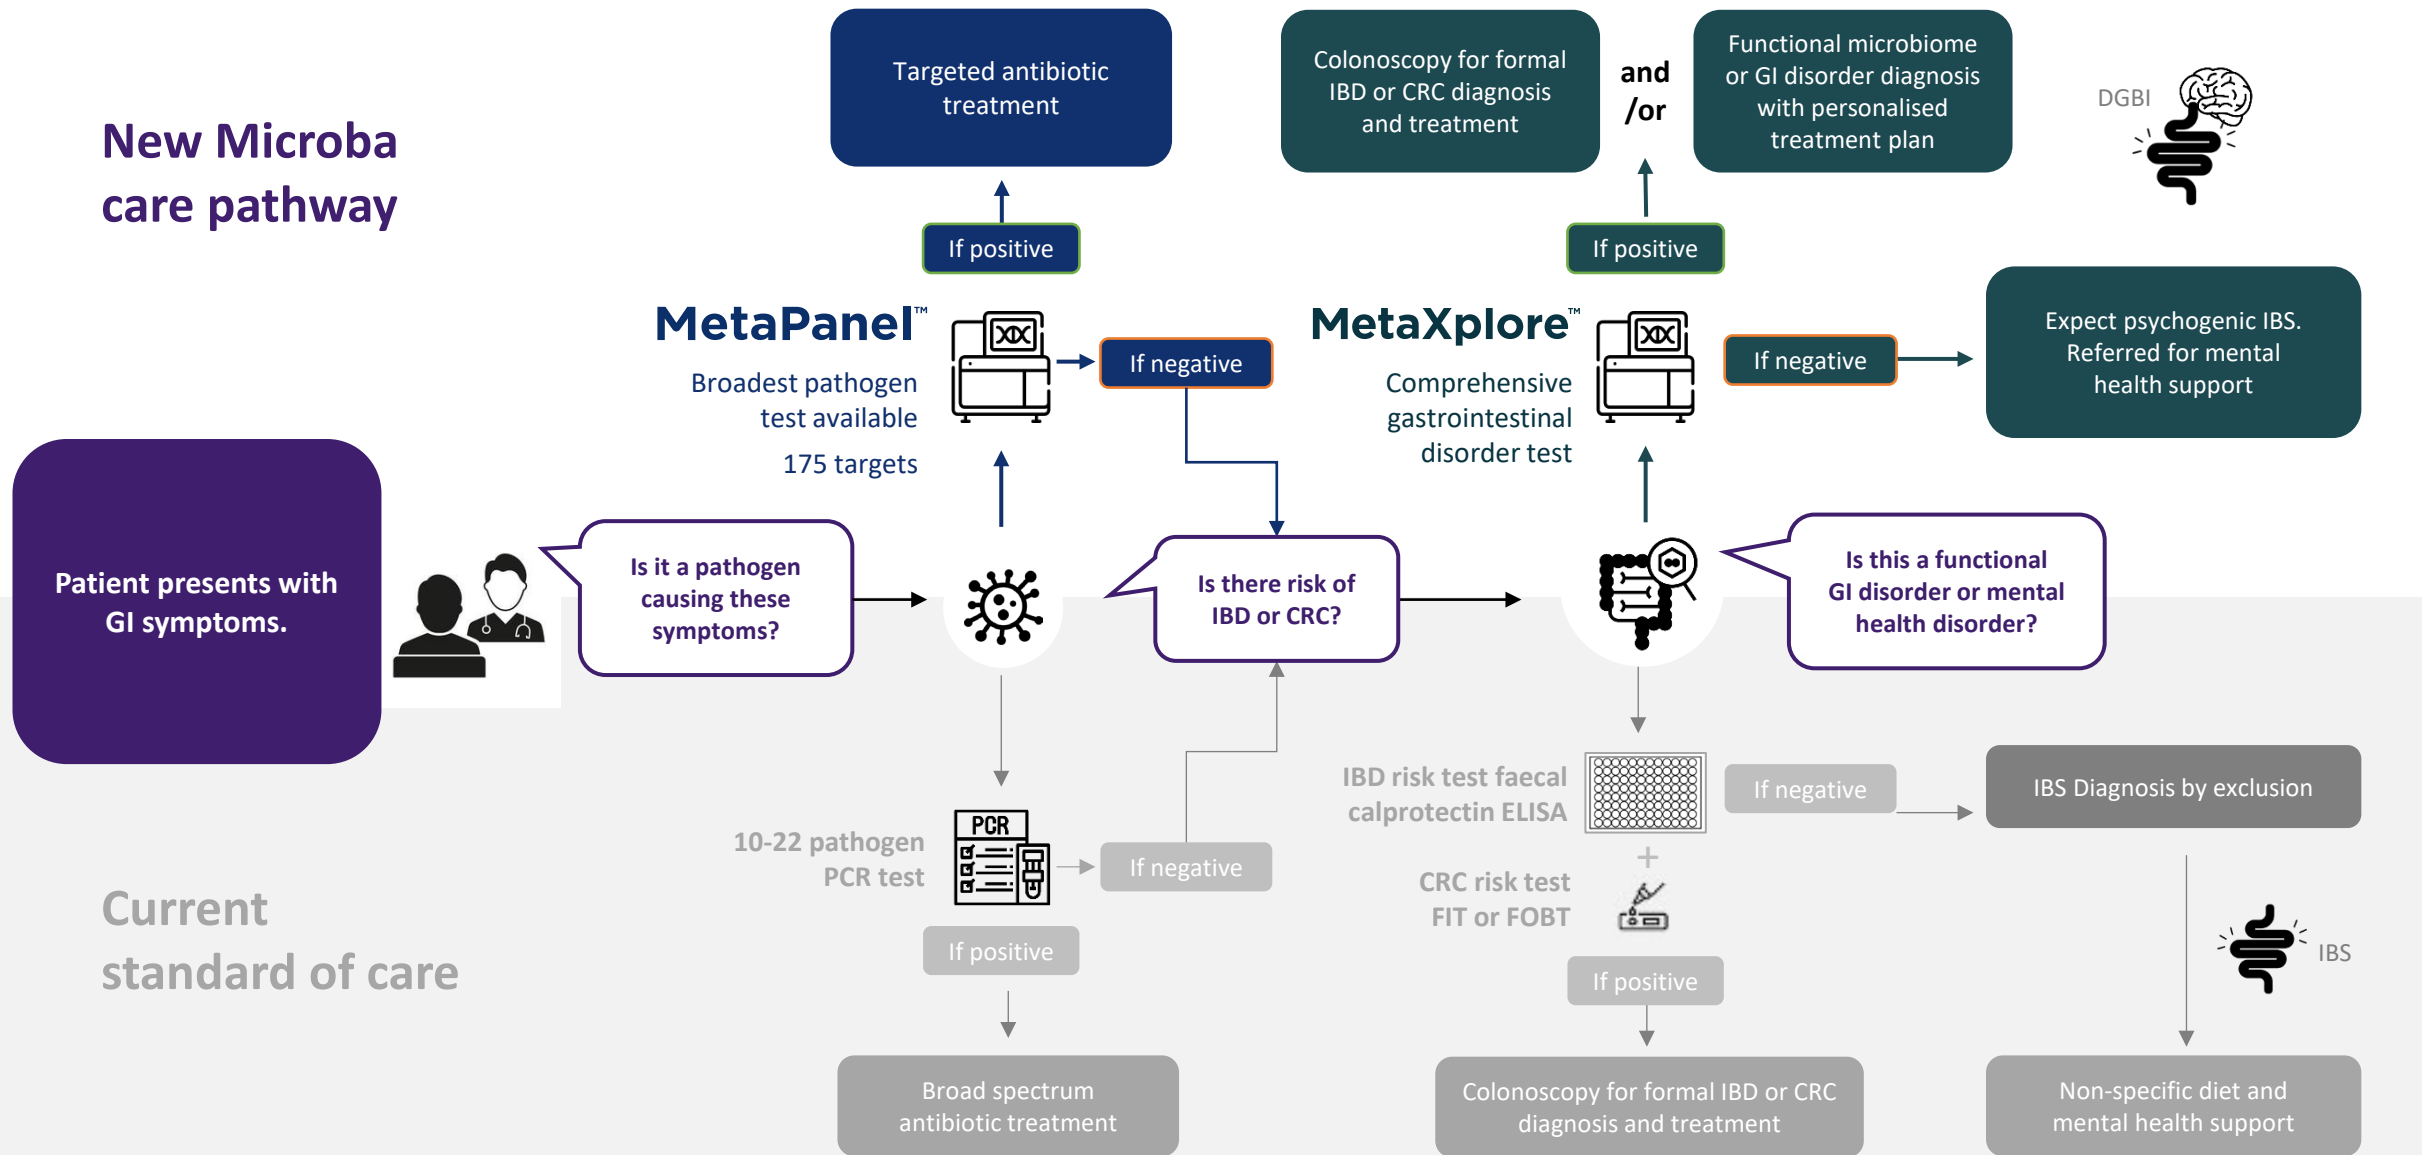 New Microba
care pathway
Targeted antibiotic
treatment
If positive
MetaPanel™
Broadest pathogen
test available
175 targets
If negative
Colonoscopy for formal
IBD or CRC diagnosis
and treatment
and
/or
Functional microbiome
or GI disorder diagnosis
with personalised
treatment plan
DGBI
If positive
MetaXplore™
Comprehensive
gastrointestinal
disorder test
If negative
Expect psychogenic IBS.
Referred for mental
health support
Patient presents with
GI symptoms.
Is it a pathogen
causing these
symptoms?
Is there risk of
IBD or CRC?
Is this a functional
GI disorder or mental
health disorder?
Current
standard of care
10-22 pathogen
PCR test
PCR
If negative
If positive
Broad spectrum
antibiotic treatment
IBD risk test faecal
calprotectin ELISA
+
CRC risk test
FIT or FOBT
If negative
If positive
Colonoscopy for formal IBD or CRC
diagnosis and treatment
IBS Diagnosis by exclusion
IBS
Non-specific diet and
mental health support